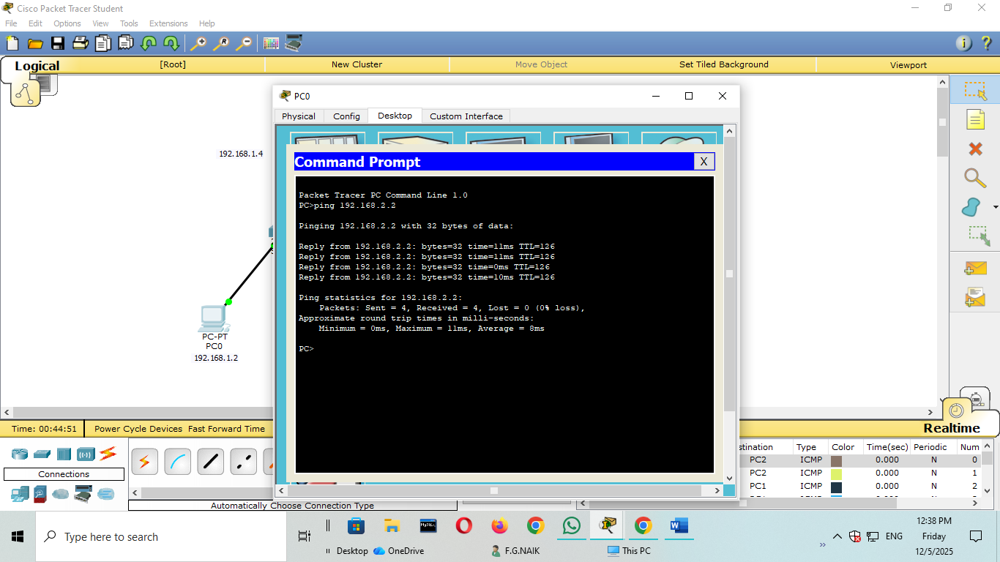 Cisco Packet Tracer Student
File Edit Options View Tools Extensions Help
Logical [Root] New Cluster Move Object Set Tiled Background Viewport
192.168.1.4
PC-PT
PC0
192.168.1.2
PC0
Physical Config Desktop Custom Interface
Command Prompt X
Packet Tracer PC Command Line 1.0
PC>ping 192.168.2.2
Pinging 192.168.2.2 with 32 bytes of data:
Reply from 192.168.2.2: bytes=32 time=11ms TTL=126
Reply from 192.168.2.2: bytes=32 time=11ms TTL=126
Reply from 192.168.2.2: bytes=32 time=0ms TTL=126
Reply from 192.168.2.2: bytes=32 time=10ms TTL=126
Ping statistics for 192.168.2.2:
Packets: Sent = 4, Received = 4, Lost = 0 (0% loss),
Approximate round trip times in milli-seconds:
Minimum = 0ms, Maximum = 11ms, Average = 8ms
PC>
Time: 00:44:51 Power Cycle Devices Fast Forward Time Realtime
Connections
Automatically Choose Connection Type
stination Type Color Time(sec) Periodic Num
PC2 ICMP 0.000 N 0
PC2 ICMP 0.000 N 1
PC1 ICMP 0.000 N 2
Type here to search
MySQL
Desktop OneDrive F.G.NAIK This PC
ENG
12:38 PM
Friday
12/5/2025